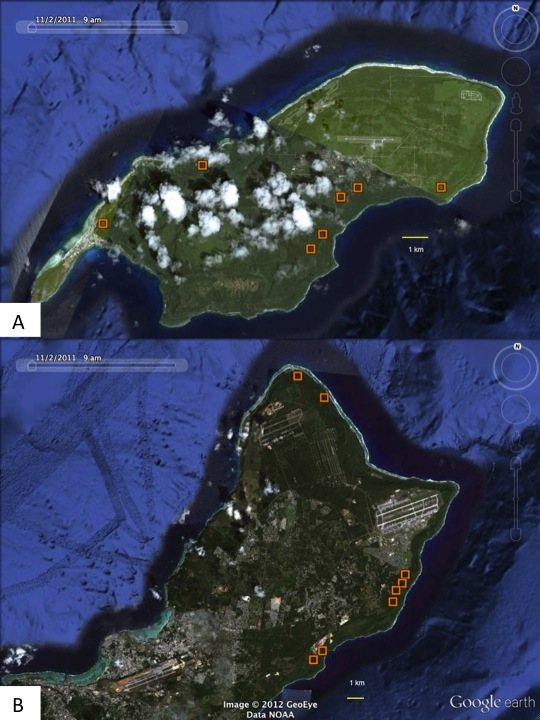 11/2/2011 9 am
N
1 km
A
11/2/2011 9 am
N
1 km
Image © 2012 GeoEye
Data NOAA
Google earth
B